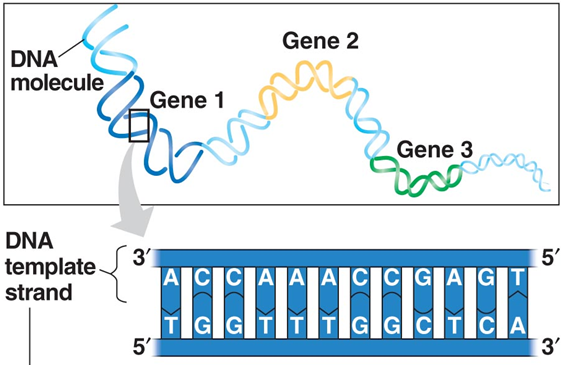 Gene 2
DNA
molecule
Gene 1
Gene 3
DNA
template
strand
3′ 5′
A C C A A A C C G A G T
T G G T T T G G C T C A
5′ 3′